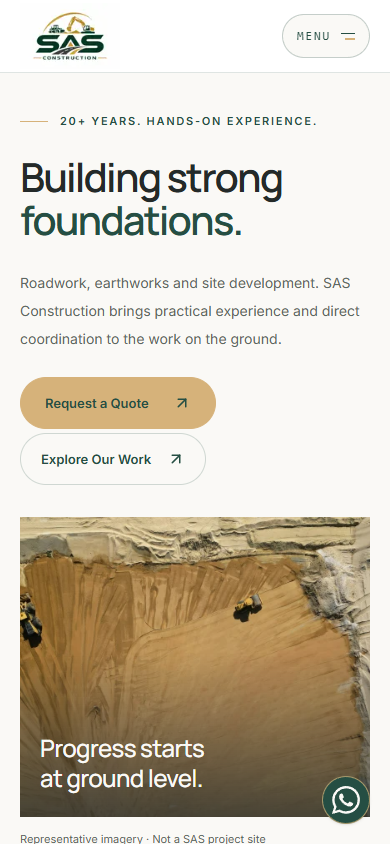 SAS
CONSTRUCTION
MENU
20+ YEARS. HANDS-ON EXPERIENCE.
Building strong
foundations.
Roadwork, earthworks and site development. SAS
Construction brings practical experience and direct
coordination to the work on the ground.
Request a Quote
Explore Our Work
Progress starts
at ground level.
Representative imagery · Not a SAS project site